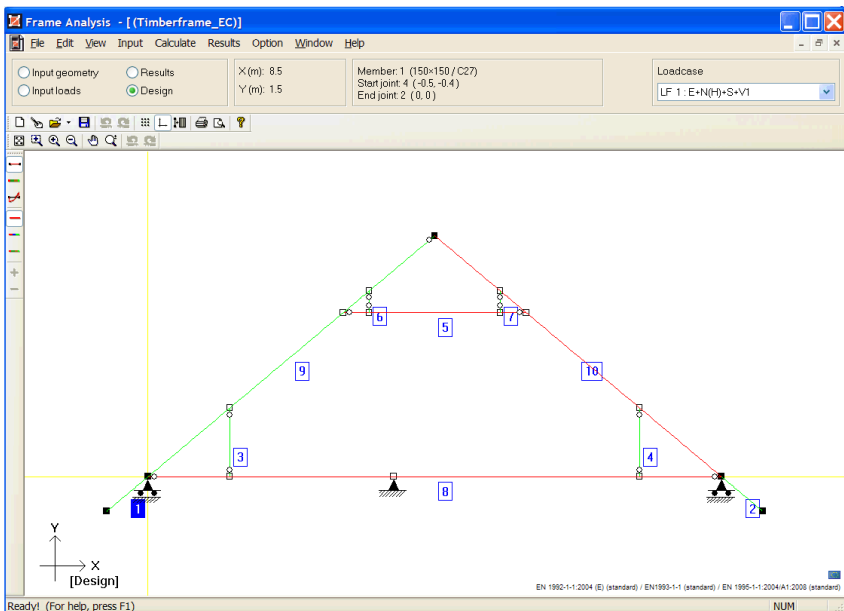 Frame Analysis - [(Timberframe_EC)]
File Edit View Input Calculate Results Option Window Help
Input geometry
Results
Input loads
Design
X (m): 8.5
Y (m): 1.5
Member: 1 (150×150 / C27)
Start joint: 4 (-0.5, -0.4)
End joint: 2 ( 0, 0 )
Loadcase
LF 1 : E+N(H)+S+V1
6
7
5
9
10
3
4
8
1
2
Y
X
[Design]
EN 1992-1-1:2004 (E) (standard) / EN1993-1-1 (standard) / EN 1995-1-1:2004/A1:2008 (standard)
Ready! (For help, press F1)
NUM